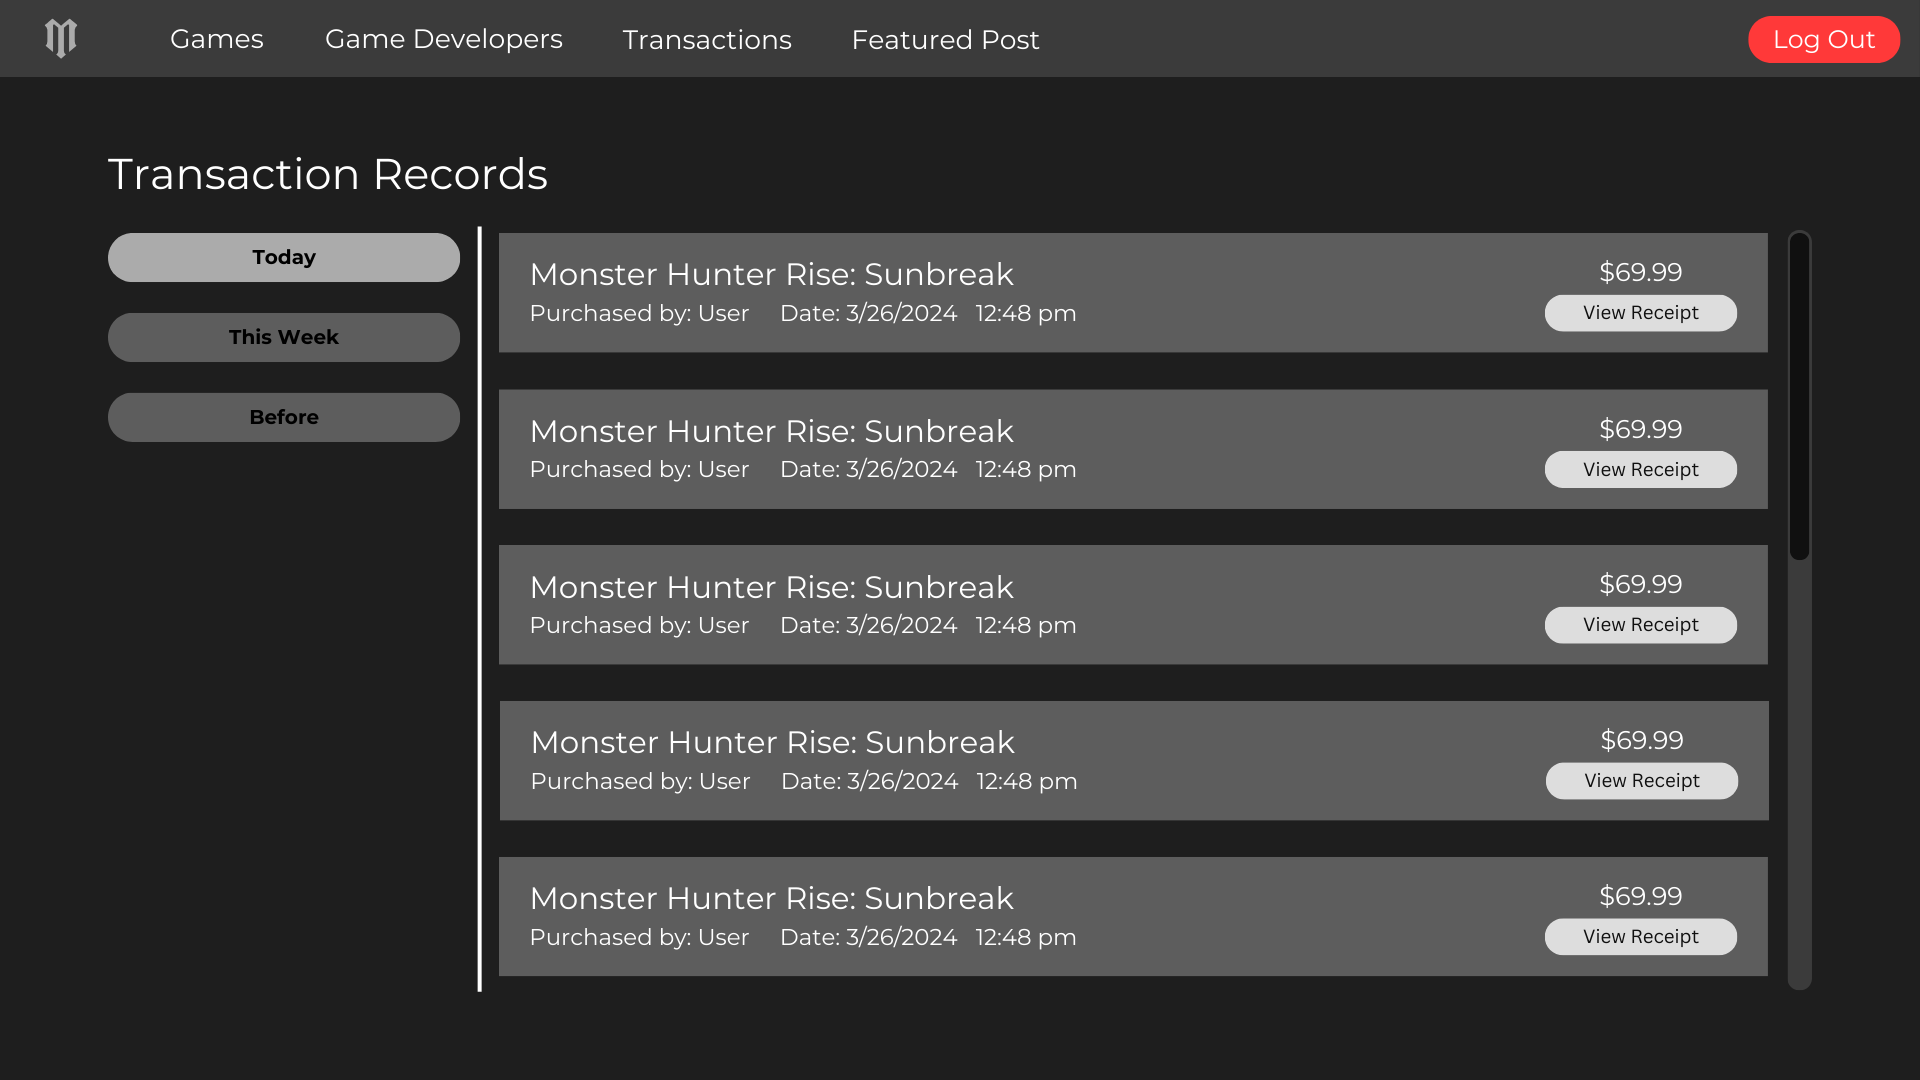 Games Game Developers Transactions Featured Post Log Out
Transaction Records
Today
This Week
Before
Monster Hunter Rise: Sunbreak $69.99
Purchased by: User Date: 3/26/2024 12:48 pm View Receipt
Monster Hunter Rise: Sunbreak $69.99
Purchased by: User Date: 3/26/2024 12:48 pm View Receipt
Monster Hunter Rise: Sunbreak $69.99
Purchased by: User Date: 3/26/2024 12:48 pm View Receipt
Monster Hunter Rise: Sunbreak $69.99
Purchased by: User Date: 3/26/2024 12:48 pm View Receipt
Monster Hunter Rise: Sunbreak $69.99
Purchased by: User Date: 3/26/2024 12:48 pm View Receipt